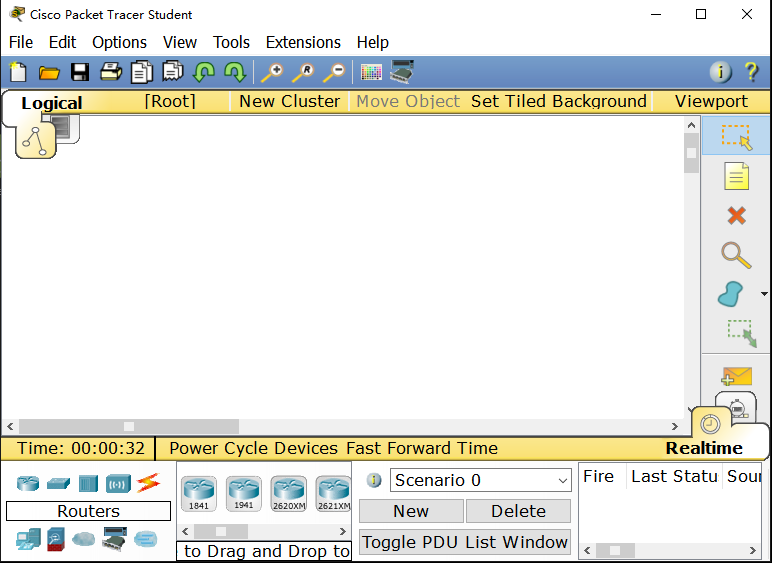 Cisco Packet Tracer Student
File Edit Options View Tools Extensions Help
Logical [Root] New Cluster Move Object Set Tiled Background Viewport
Time: 00:00:32 Power Cycle Devices Fast Forward Time Realtime
Routers
1841 1941 2620XM 2621XM
to Drag and Drop to
Scenario 0
New Delete
Toggle PDU List Window
Fire Last Statu Sour